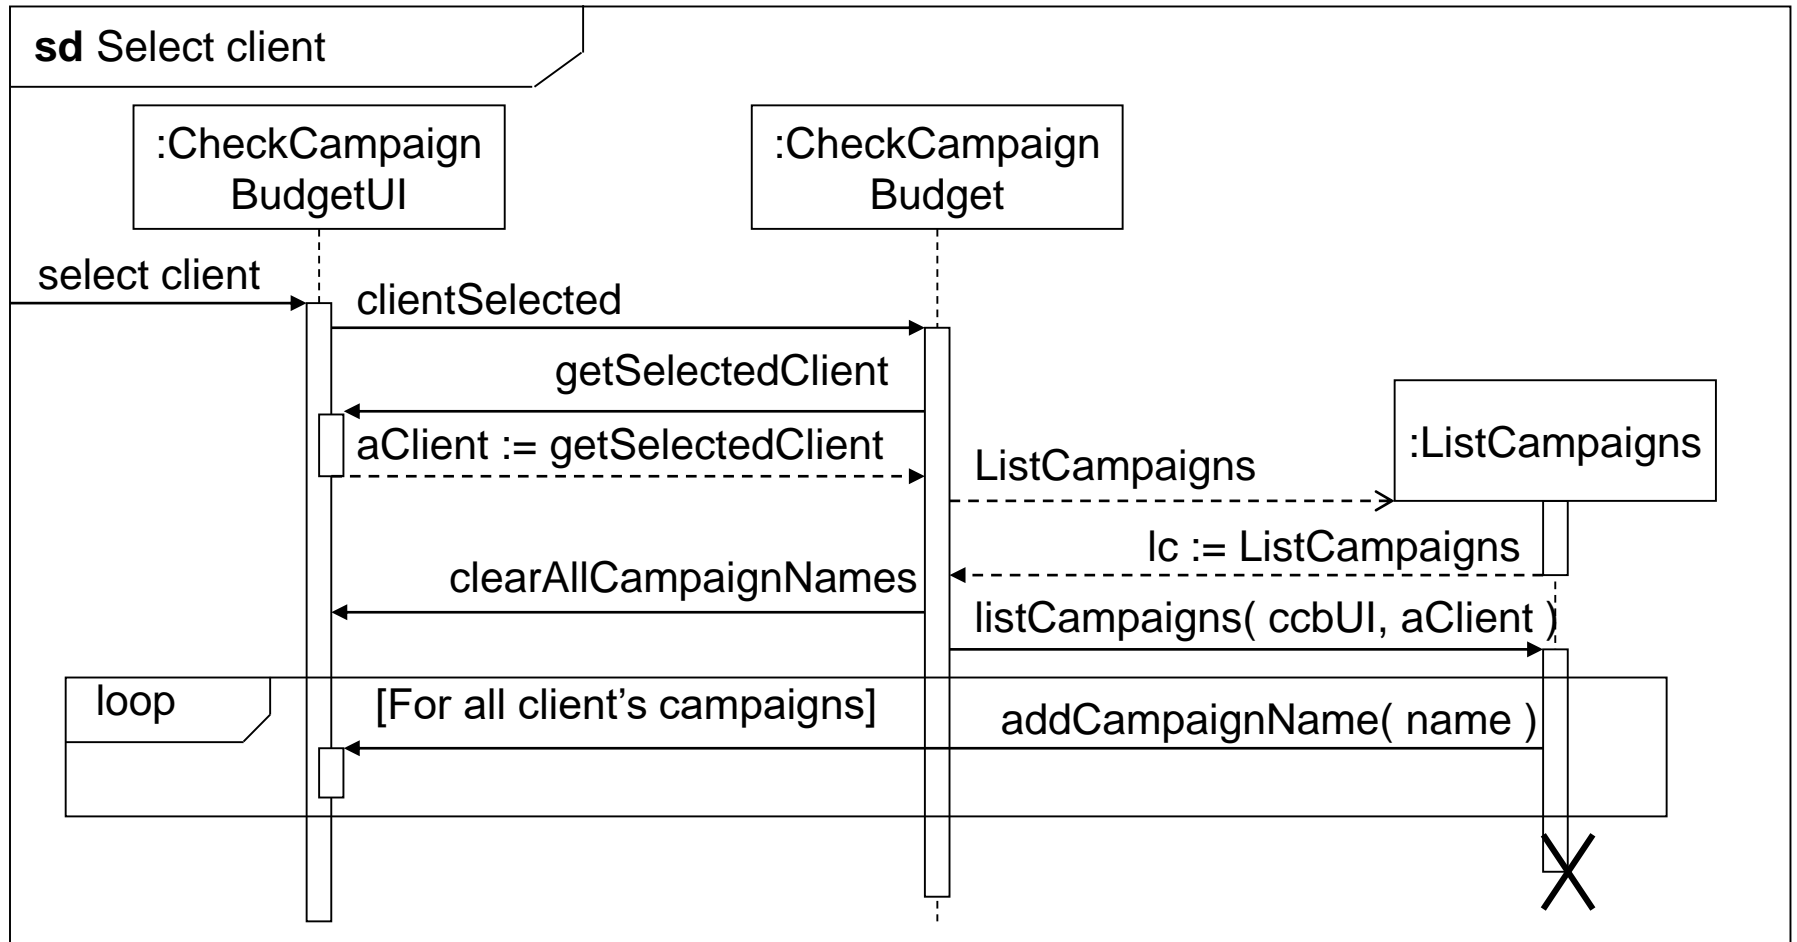 sd Select client
:CheckCampaign
BudgetUI
:CheckCampaign
Budget
select client
clientSelected
getSelectedClient
aClient := getSelectedClient
ListCampaigns
:ListCampaigns
lc := ListCampaigns
clearAllCampaignNames
listCampaigns( ccbUI, aClient )
loop
[For all client’s campaigns]
addCampaignName( name )